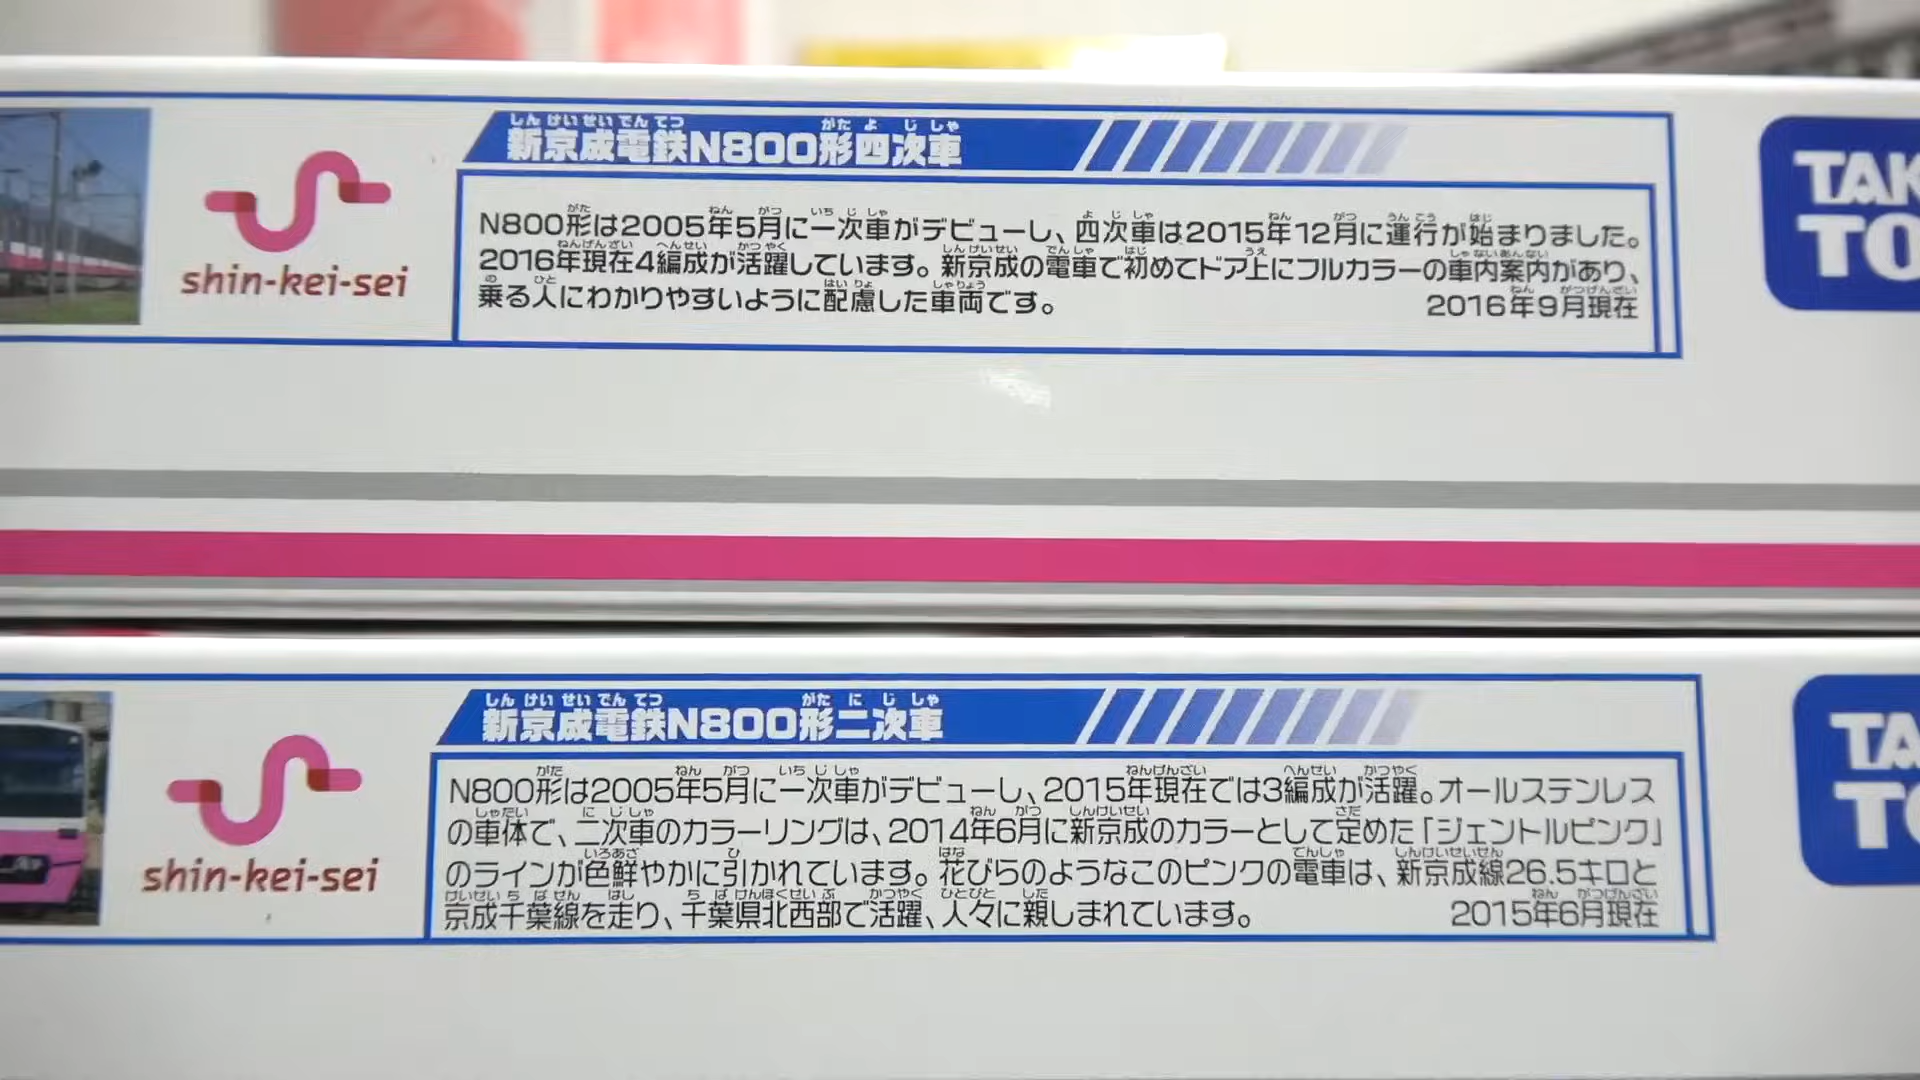 しんけいせいでんてつ がたよじしゃ
新京成電鉄N800形四次車
shin-kei-sei
N800形は2005年5月に一次車がデビューし、四次車は2015年12月に運行が始まりました。
2016年現在4編成が活躍しています。新京成の電車で初めてドア上にフルカラーの車内案内があり、
乗る人にわかりやすいように配慮した車両です。
2016年9月現在
TAK
TO
しんけいせいでんてつ がたにじしゃ
新京成電鉄N800形二次車
shin-kei-sei
N800形は2005年5月に一次車がデビューし、2015年現在では3編成が活躍。オールステンレス
の車体で、二次車のカラーリングは、2014年6月に新京成のカラーとして定めた「ジェントルピンク」
のラインが色鮮やかに引かれています。花びらのようなこのピンクの電車は、新京成線26.5キロと
京成千葉線を走り、千葉県北西部で活躍、人々に親しまれています。
2015年6月現在
TA
TO